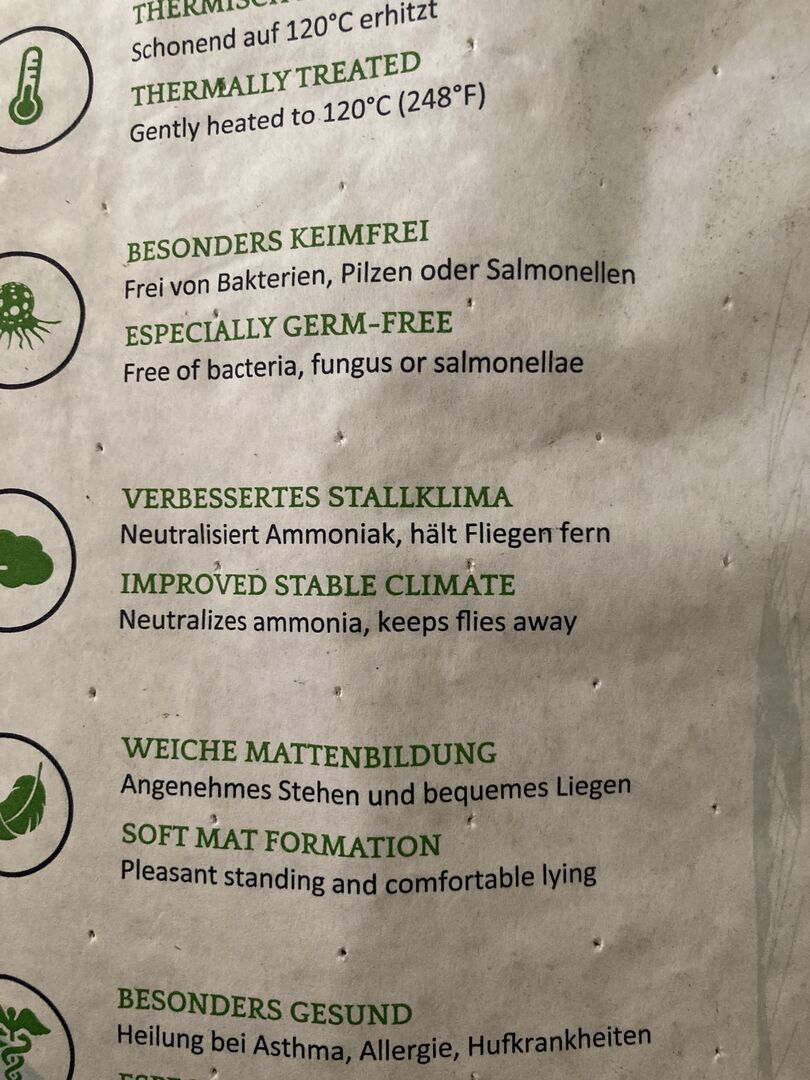 Schonend auf 120°C erhitzt
THERMALLY TREATED
Gently heated to 120°C (248°F)
BESONDERS KEIMFREI
Frei von Bakterien, Pilzen oder Salmonellen
ESPECIALLY GERM-FREE
Free of bacteria, fungus or salmonellae
VERBESSERTES STALLKLIMA
Neutralisiert Ammoniak, hält Fliegen fern
IMPROVED STABLE CLIMATE
Neutralizes ammonia, keeps flies away
WEICHE MATTENBILDUNG
Angenehmes Stehen und bequemes Liegen
SOFT MAT FORMATION
Pleasant standing and comfortable lying
BESONDERS GESUND
Heilung bei Asthma, Allergie, Hufkrankheiten